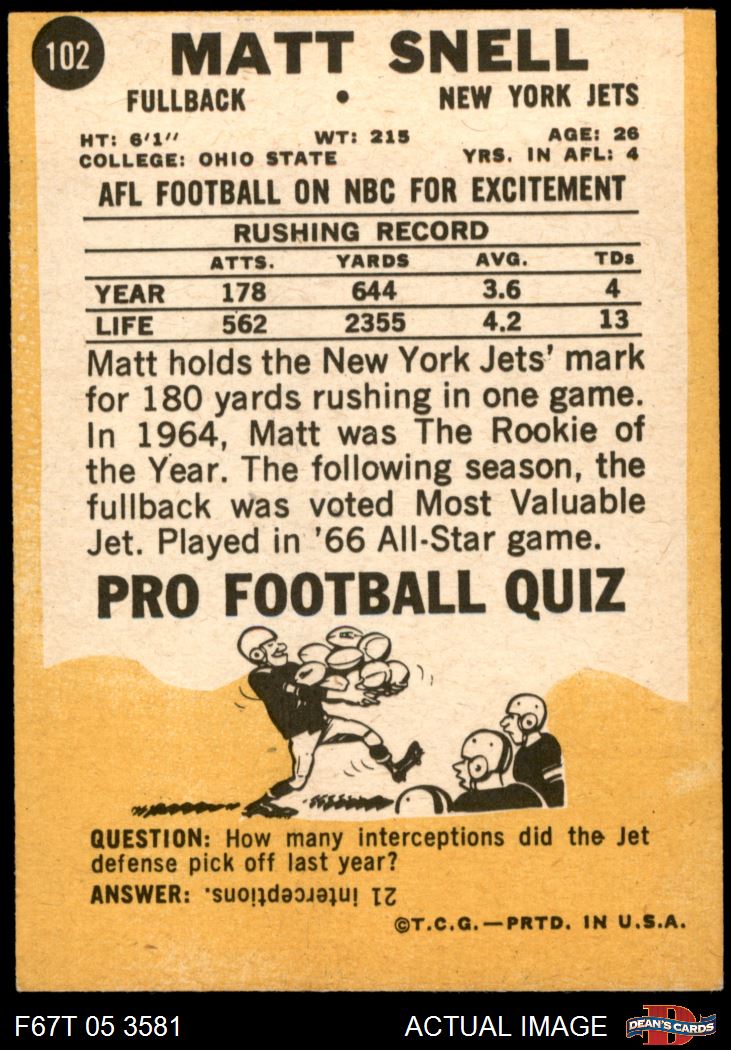 102
MATT SNELL
FULLBACK • NEW YORK JETS
HT: 6'1'' WT: 215 AGE: 26
COLLEGE: OHIO STATE YRS. IN AFL: 4
AFL FOOTBALL ON NBC FOR EXCITEMENT
RUSHING RECORD
ATTS. YARDS AVG. TDs
YEAR 178 644 3.6 4
LIFE 562 2355 4.2 13
Matt holds the New York Jets' mark
for 180 yards rushing in one game.
In 1964, Matt was The Rookie of
the Year. The following season, the
fullback was voted Most Valuable
Jet. Played in '66 All-Star game.
PRO FOOTBALL QUIZ
QUESTION: How many interceptions did the Jet
defense pick off last year?
ANSWER: 21 interceptions.
©T.C.G.—PRTD. IN U.S.A.
F67T 05 3581 ACTUAL IMAGE DEAN'S CARDS